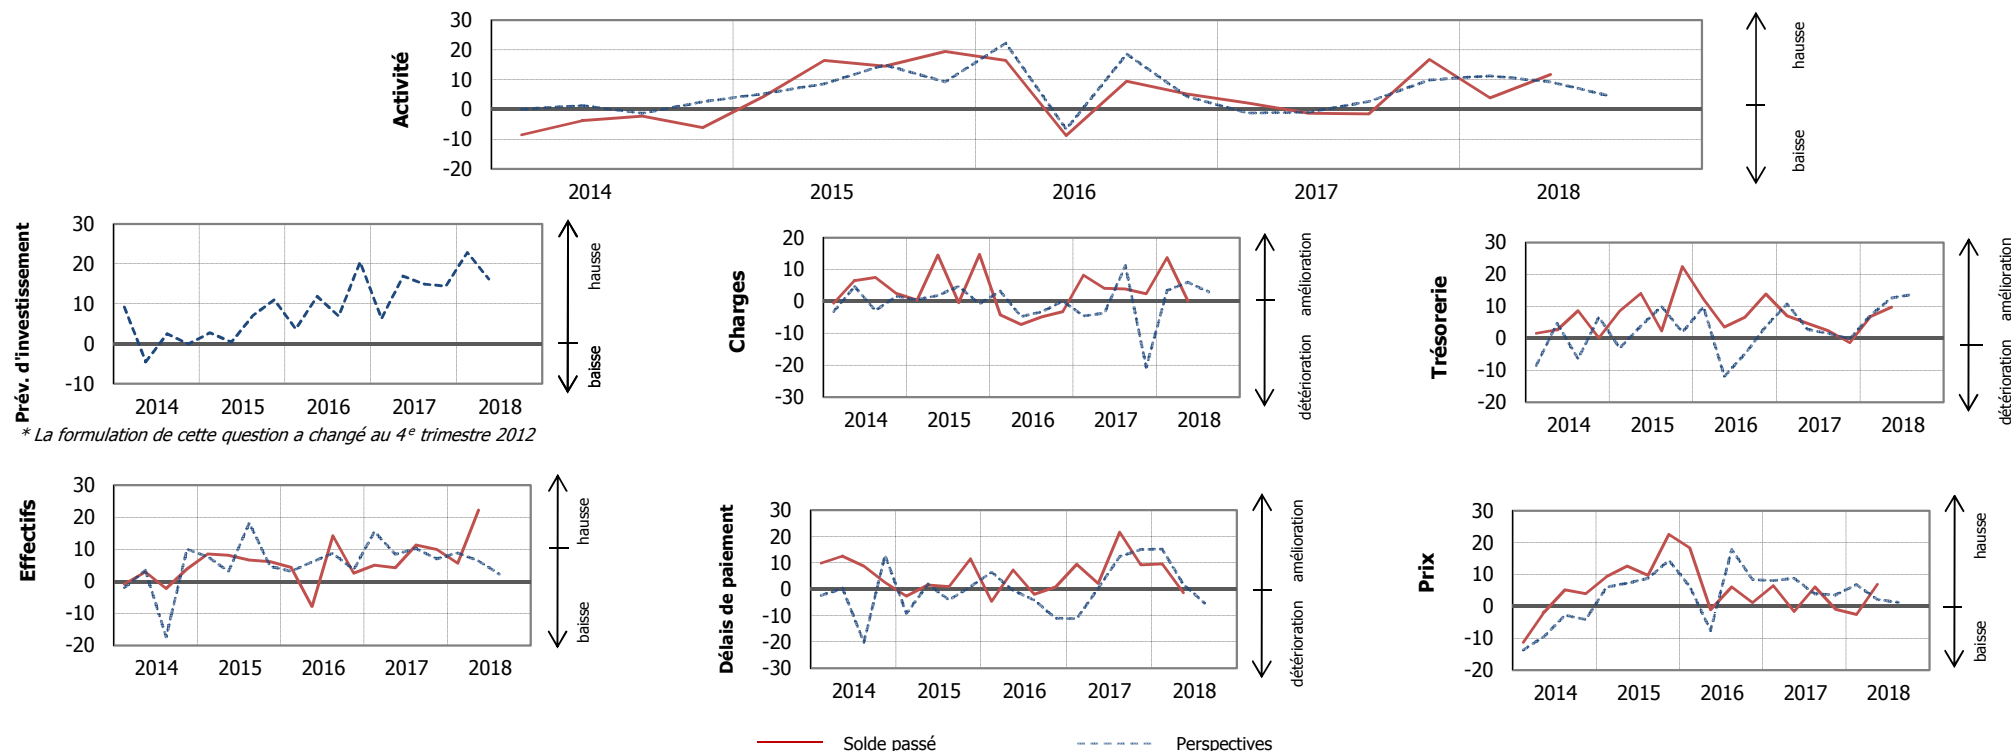 Activité
30
20
10
0
-10
-20
2014 2015 2016 2017 2018
hausse
baisse
Prév. d'investissement
30
20
10
0
-10
2014 2015 2016 2017 2018
hausse
baisse
* La formulation de cette question a changé au 4e trimestre 2012
Charges
20
10
0
-10
-20
-30
2014 2015 2016 2017 2018
amélioration
détérioration
Trésorerie
30
20
10
0
-10
-20
2014 2015 2016 2017 2018
amélioration
détérioration
Effectifs
30
20
10
0
-10
-20
2014 2015 2016 2017 2018
hausse
baisse
Délais de paiement
30
20
10
0
-10
-20
-30
2014 2015 2016 2017 2018
amélioration
détérioration
Prix
30
20
10
0
-10
-20
2014 2015 2016 2017 2018
hausse
baisse
Solde passé Perspectives